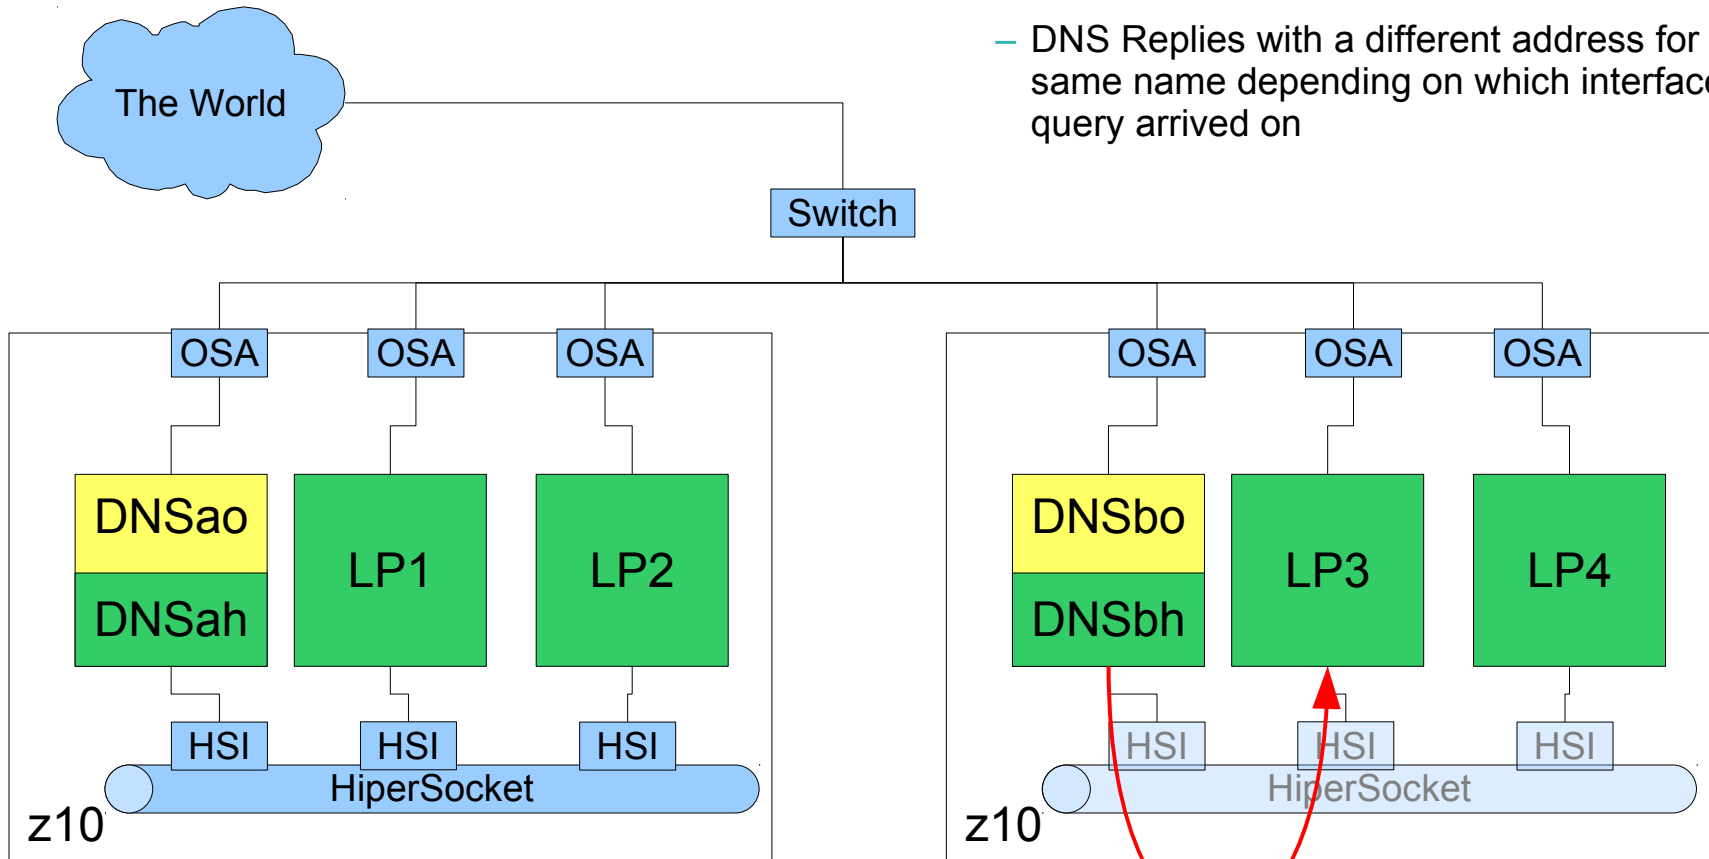 – DNS Replies with a different address for
same name depending on which interface
query arrived on
The World
Switch
OSA
OSA
OSA
OSA
OSA
OSA
DNSao
DNSah
LP1
LP2
DNSbo
DNSbh
LP3
LP4
HSI
HSI
HSI
HSI
HSI
HSI
HiperSocket
HiperSocket
z10
z10